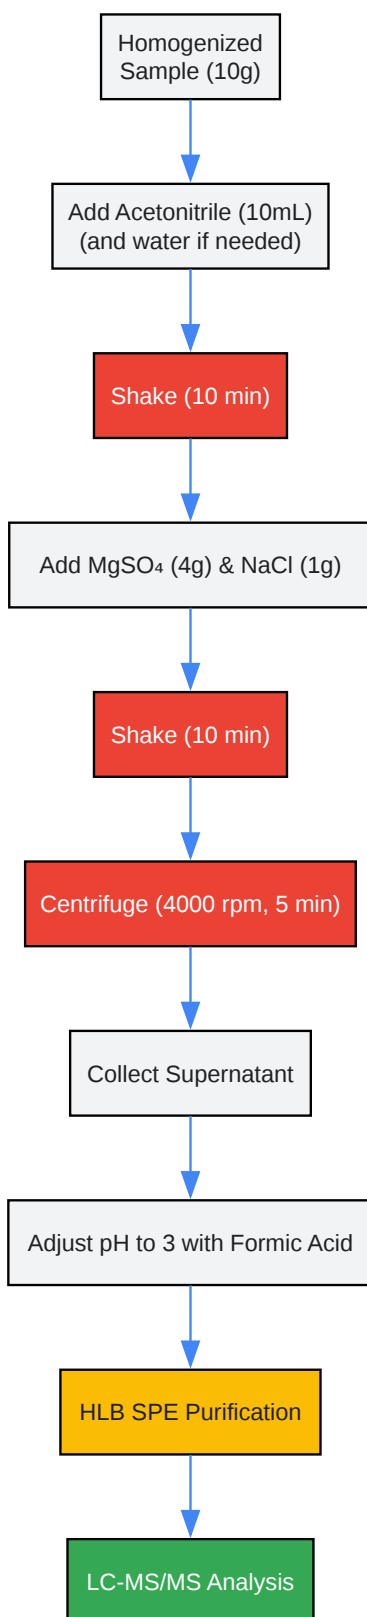 Homogenized
Sample (10g)
Add Acetonitrile (10mL)
(and water if needed)
Shake (10 min)
Add MgSO₄ (4g) & NaCl (1g)
Shake (10 min)
Centrifuge (4000 rpm, 5 min)
Collect Supernatant
Adjust pH to 3 with Formic Acid
HLB SPE Purification
LC-MS/MS Analysis